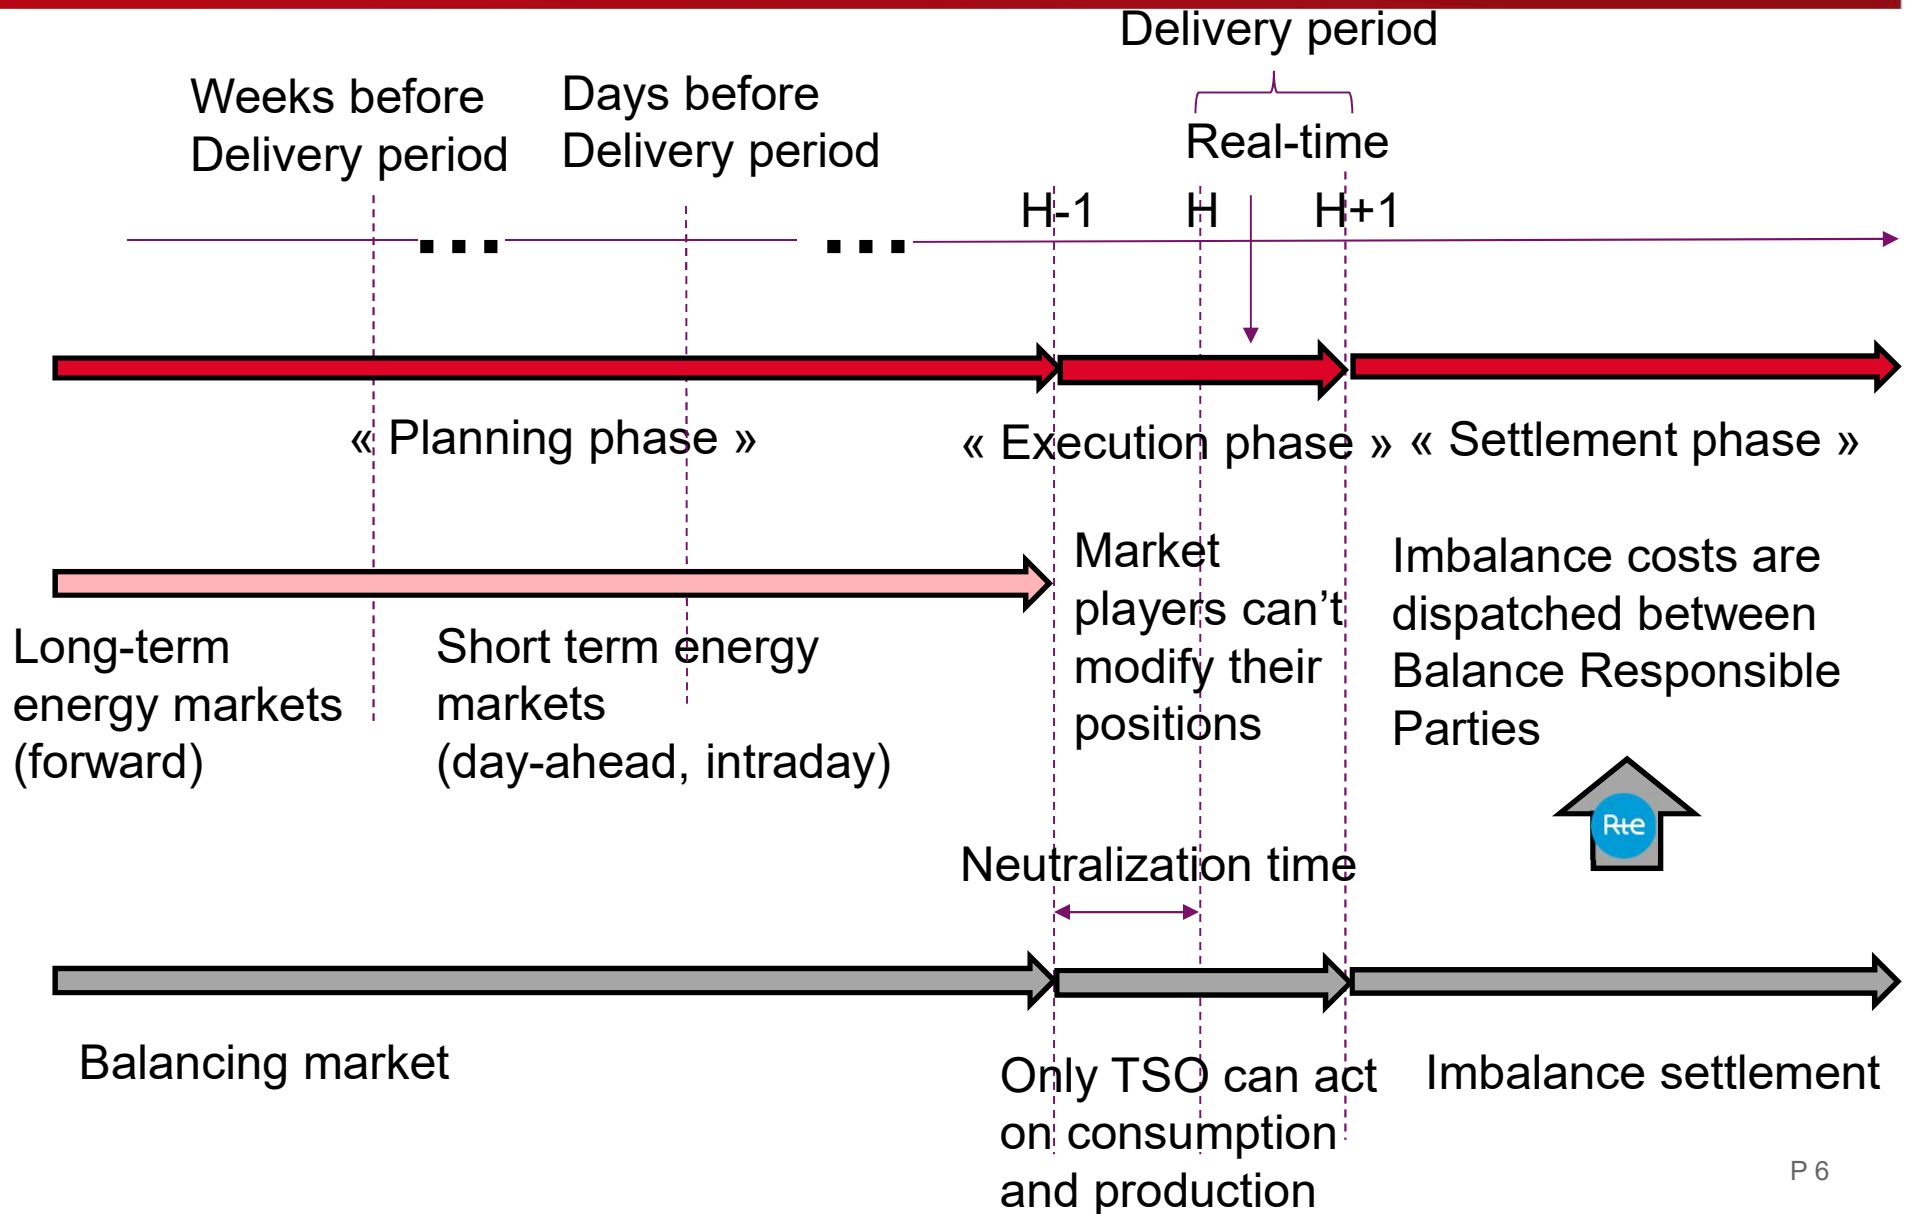 Delivery period
Weeks before
Delivery period
Days before
Delivery period
Real-time
H-1
H
H+1
...
...
« Planning phase »
« Execution phase »
« Settlement phase »
Long-term
energy markets
(forward)
Short term energy
markets
(day-ahead, intraday)
Market
players can’t
modify their
positions
Imbalance costs are
dispatched between
Balance Responsible
Parties
Rte
Neutralization time
Balancing market
Only TSO can act
on consumption
and production
Imbalance settlement
P 6